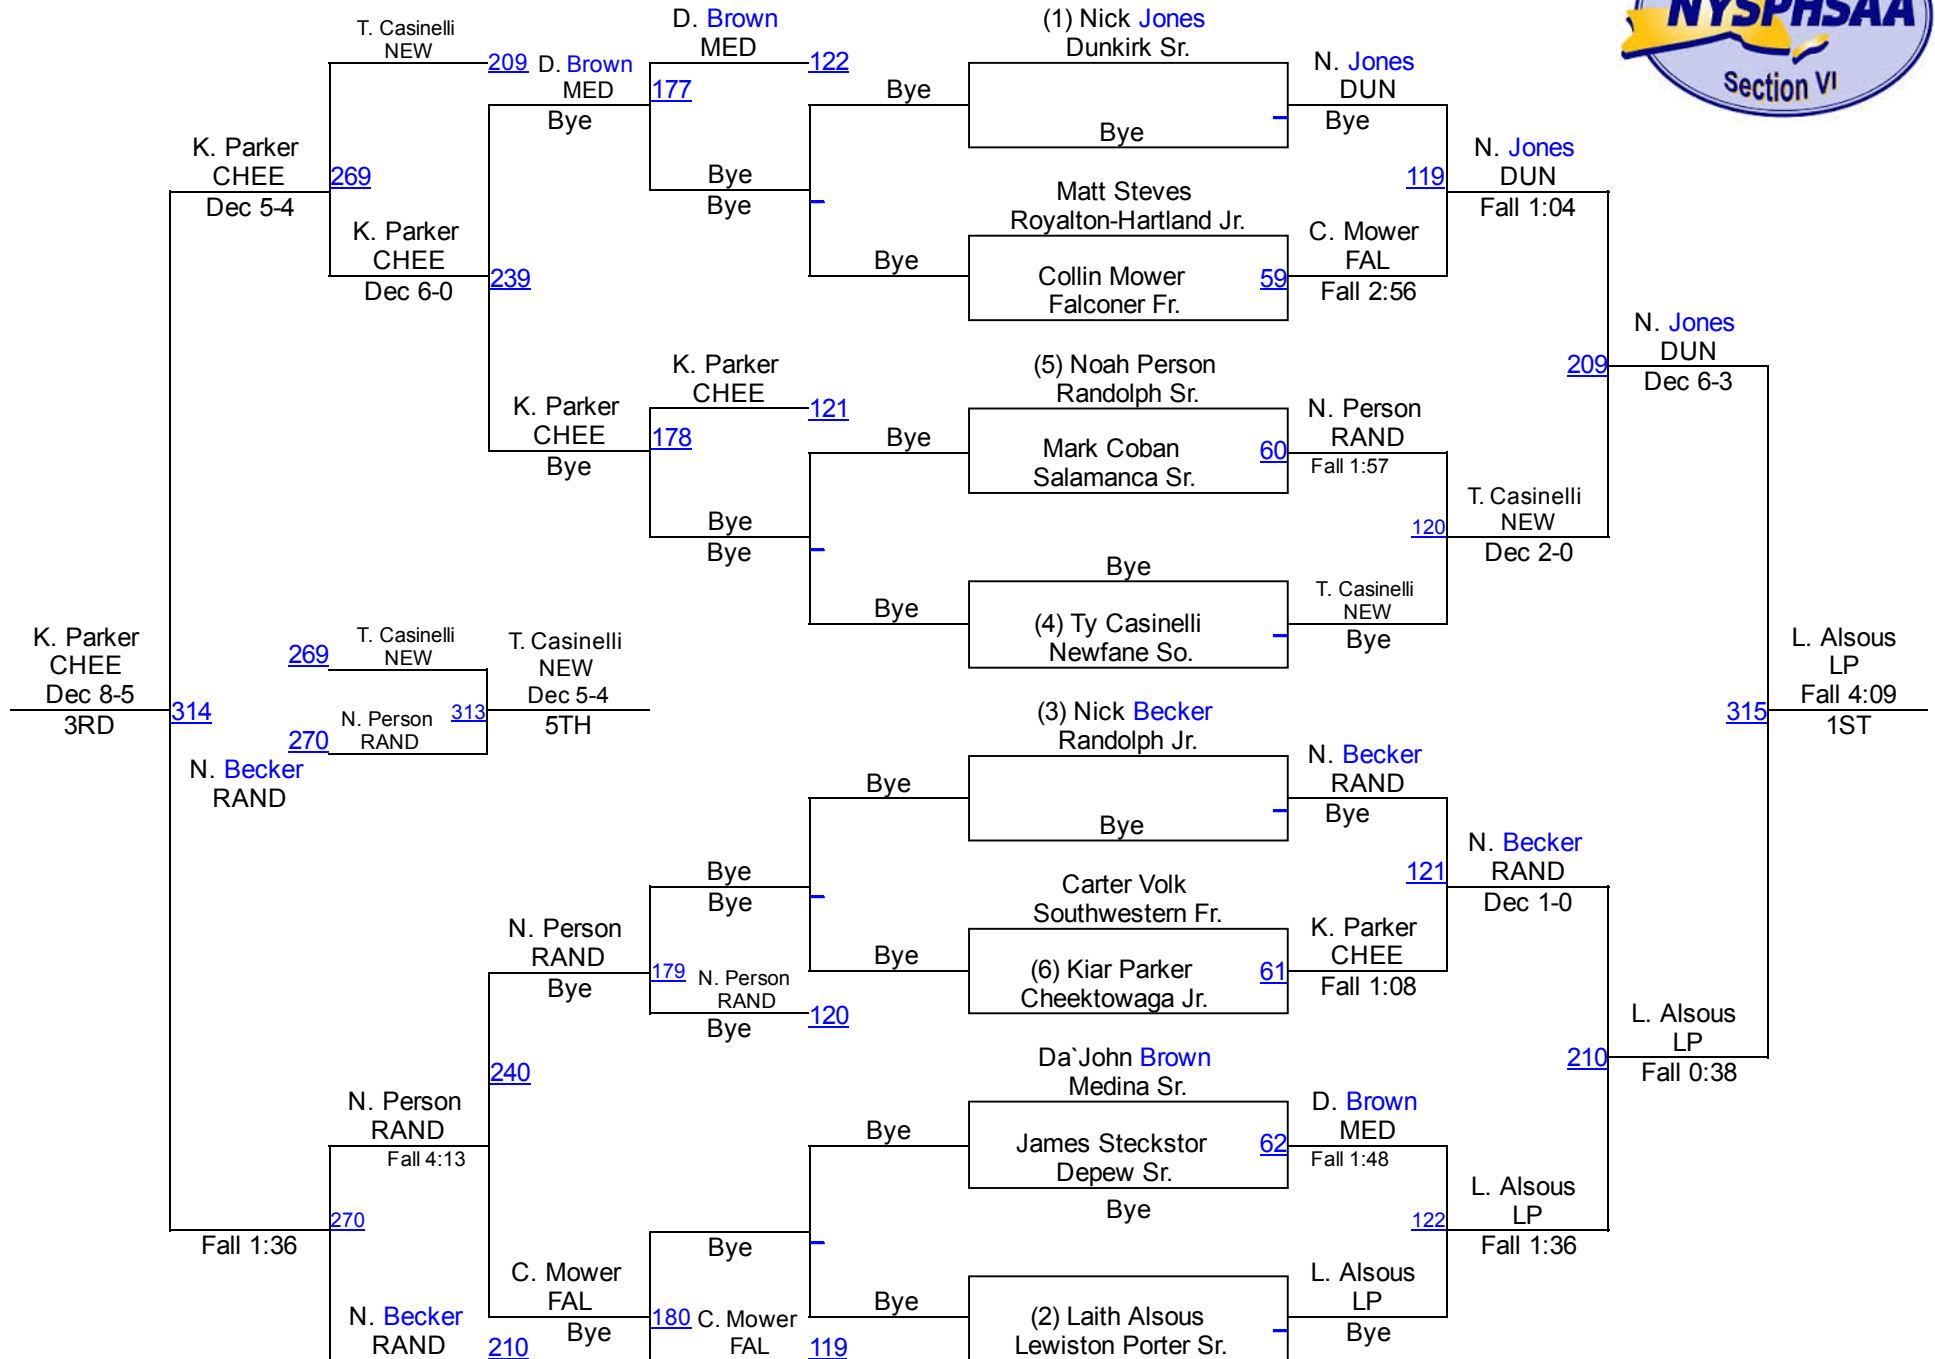 NYSPHSAA
Section VI
D. Brown
MED
(1) Nick Jones
Dunkirk Sr.
T. Casinelli
NEW
209
D. Brown
MED
Bye
177
122
Bye
Bye
N. Jones
DUN
Bye
K. Parker
CHEE
Dec 5-4
269
Bye
Bye
Matt Steves
Royalton-Hartland Jr.
119
N. Jones
DUN
Fall 1:04
K. Parker
CHEE
Dec 6-0
239
Bye
Collin Mower
Falconer Fr.
59
C. Mower
FAL
Fall 2:56
N. Jones
DUN
Dec 6-3
209
K. Parker
CHEE
121
(5) Noah Person
Randolph Sr.
K. Parker
CHEE
Bye
178
Bye
Mark Coban
Salamanca Sr.
60
N. Person
RAND
Fall 1:57
Bye
Bye
120
T. Casinelli
NEW
Dec 2-0
Bye
Bye
(4) Ty Casinelli
Newfane So.
T. Casinelli
NEW
Bye
K. Parker
CHEE
Dec 8-5
3RD
314
269
T. Casinelli
NEW
270
N. Person
RAND
313
T. Casinelli
NEW
Dec 5-4
5TH
L. Alsous
LP
Fall 4:09
1ST
315
N. Becker
RAND
(3) Nick Becker
Randolph Jr.
Bye
Bye
N. Becker
RAND
Bye
Bye
Bye
Carter Volk
Southwestern Fr.
121
N. Becker
RAND
Dec 1-0
N. Person
RAND
Bye
179
N. Person
RAND
Bye
120
Bye
(6) Kiar Parker
Cheektowaga Jr.
61
K. Parker
CHEE
Fall 1:08
L. Alsous
LP
Fall 0:38
210
240
Da`John Brown
Medina Sr.
N. Person
RAND
Fall 4:13
Bye
James Steckstor
Depew Sr.
62
D. Brown
MED
Fall 1:48
Bye
Fall 1:36
270
Bye
122
L. Alsous
LP
Fall 1:36
C. Mower
FAL
Bye
N. Becker
RAND
210
180
C. Mower
FAL
119
Bye
(2) Laith Alsous
Lewiston Porter Sr.
L. Alsous
LP
Bye